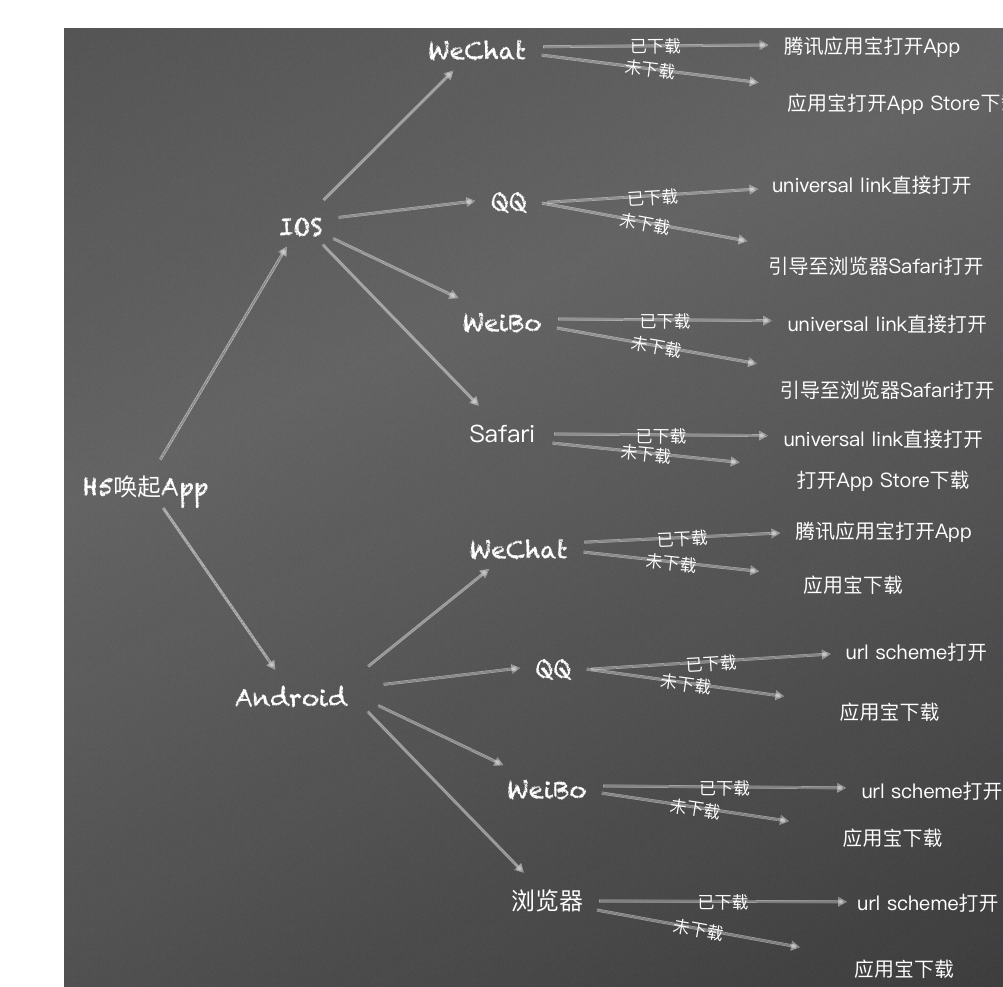 WeChat
已下载
腾讯应用宝打开App
未下载
应用宝打开App Store下
IOS
QQ
已下载
universal link直接打开
未下载
引导至浏览器Safari打开
WeiBo
已下载
universal link直接打开
未下载
引导至浏览器Safari打开
Safari
已下载
universal link直接打开
未下载
打开App Store下载
H5唤起App
WeChat
已下载
腾讯应用宝打开App
未下载
应用宝下载
Android
QQ
已下载
url scheme打开
未下载
应用宝下载
WeiBo
已下载
url scheme打开
未下载
应用宝下载
浏览器
已下载
url scheme打开
未下载
应用宝下载